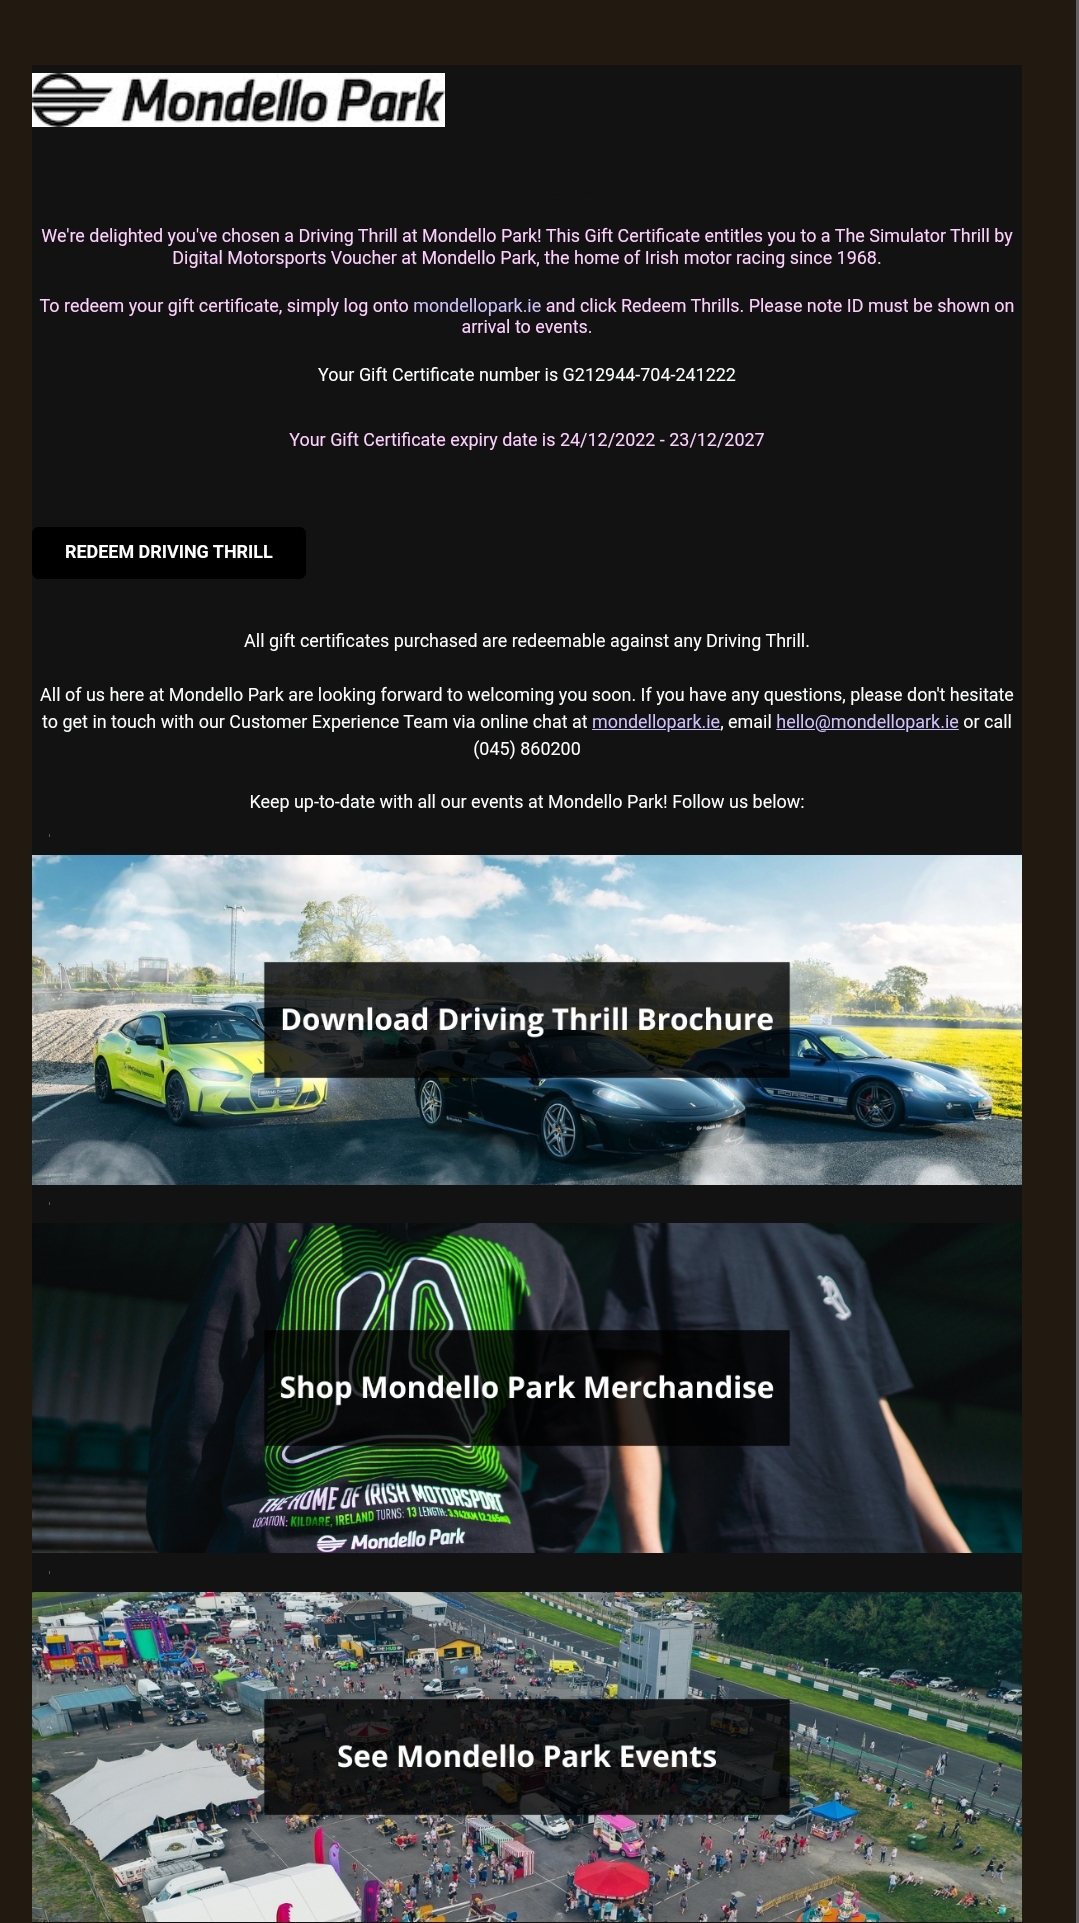 Mondello Park
We're delighted you've chosen a Driving Thrill at Mondello Park! This Gift Certificate entitles you to a The Simulator Thrill by
Digital Motorsports Voucher at Mondello Park, the home of Irish motor racing since 1968.
To redeem your gift certificate, simply log onto mondellopark.ie and click Redeem Thrills. Please note ID must be shown on
arrival to events.
Your Gift Certificate number is G212944-704-241222
Your Gift Certificate expiry date is 24/12/2022 - 23/12/2027
REDEEM DRIVING THRILL
All gift certificates purchased are redeemable against any Driving Thrill.
All of us here at Mondello Park are looking forward to welcoming you soon. If you have any questions, please don't hesitate
to get in touch with our Customer Experience Team via online chat at mondellopark.ie, email hello@mondellopark.ie or call
(045) 860200
Keep up-to-date with all our events at Mondello Park! Follow us below:
Download Driving Thrill Brochure
PORSCHE
Shop Mondello Park Merchandise
THE HOME OF IRISH MOTORSPORT
LOCATION: KILDARE, IRELAND TURNS: 13 LENGTH: 3.142KM
Mondello Park
See Mondello Park Events